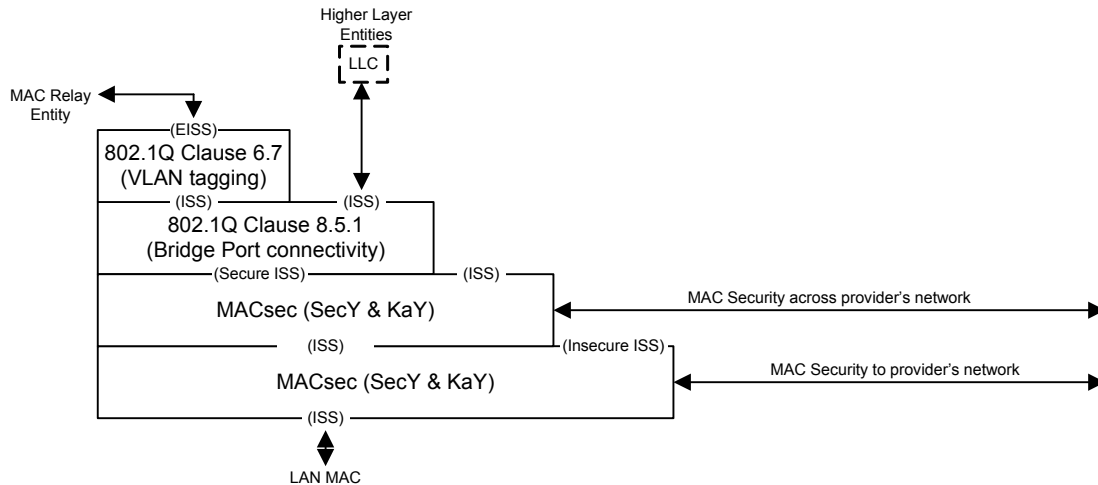 Higher Layer
Entities
LLC
MAC Relay
Entity
(EISS)
802.1Q Clause 6.7
(VLAN tagging)
(ISS)
(ISS)
802.1Q Clause 8.5.1
(Bridge Port connectivity)
(Secure ISS)
(ISS)
MACsec (SecY & KaY)
MAC Security across provider's network
(ISS)
(Insecure ISS)
MACsec (SecY & KaY)
MAC Security to provider's network
(ISS)
LAN MAC